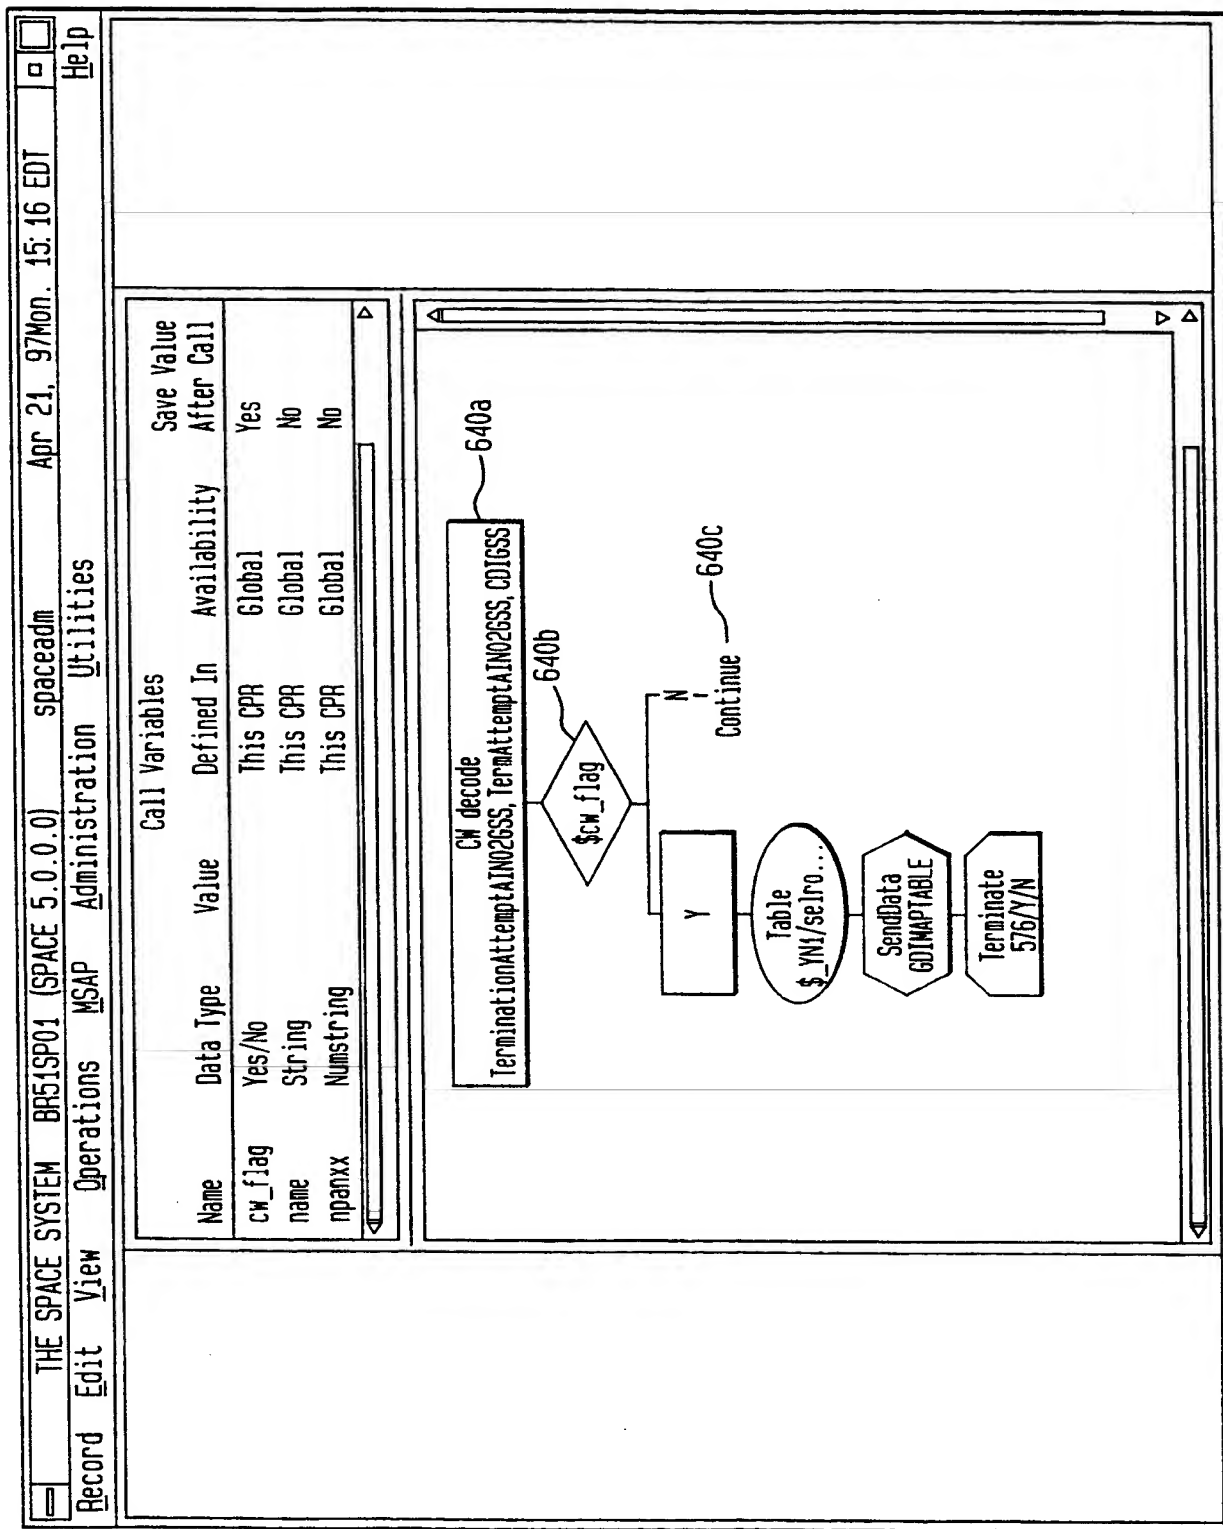 THE SPACE SYSTEM BR51SP01 (SPACE 5.0.0.0) spaceadm Apr 21, 97Mon. 15:16 EDT
Record Edit View Operations MSAP Administration Utilities Help
Call Variables
Save Value
Name Data Type Value Defined In Availability After Call
cw_flag Yes/No This CPR Global Yes
name String This CPR Global No
npanxx Numstring This CPR Global No
CW decode
TerminationAttemptAIN02GSS, TermAttemptAIN02GSS, CDIGSS
640a
640b
$cw_flag
Y
N
Continue
640c
Table
$_YN1/selro...
SendData
GDIMAPTABLE
Terminate
576/Y/N